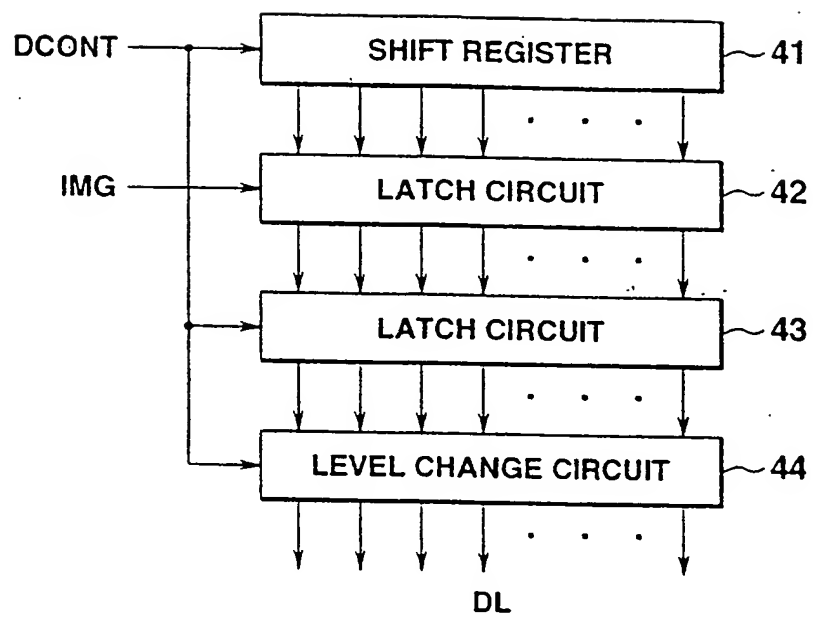 DCONT
SHIFT REGISTER
41
IMG
LATCH CIRCUIT
42
LATCH CIRCUIT
43
LEVEL CHANGE CIRCUIT
44
DL